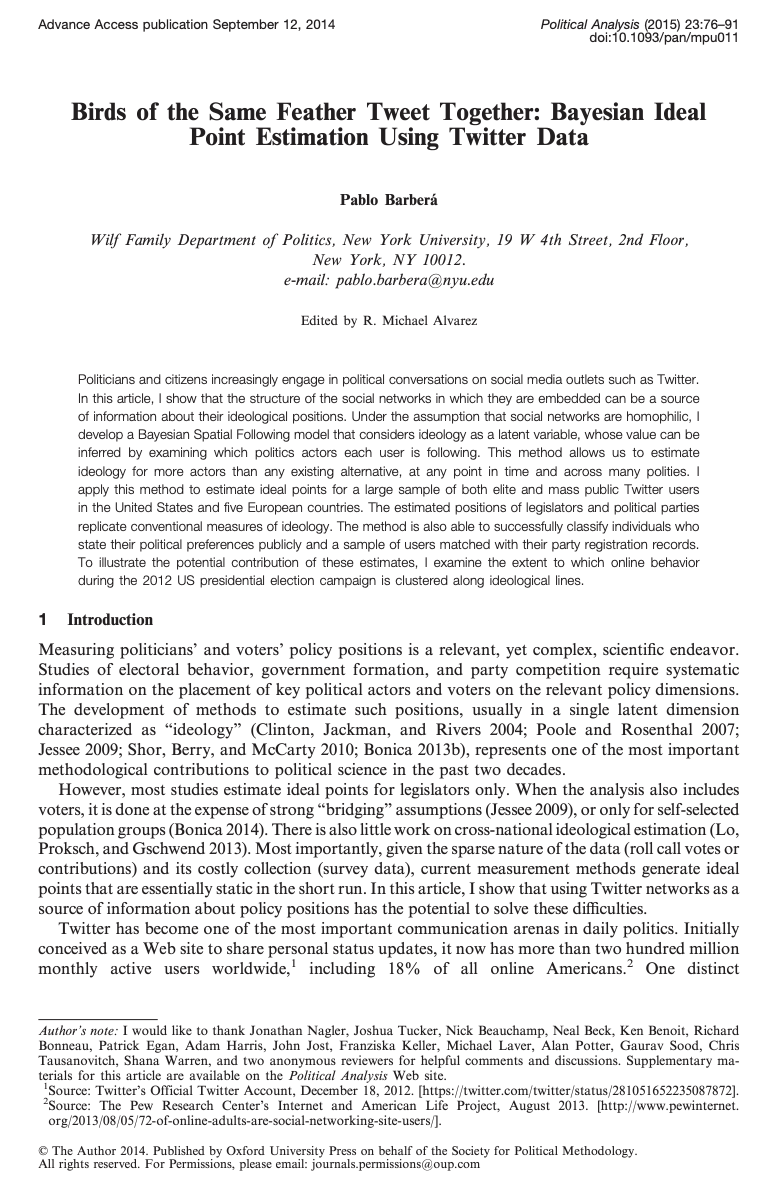 Advance Access publication September 12, 2014
Political Analysis (2015) 23:76–91
doi:10.1093/pan/mpu011
Birds of the Same Feather Tweet Together: Bayesian Ideal
Point Estimation Using Twitter Data
Pablo Barberá
Wilf Family Department of Politics, New York University, 19 W 4th Street, 2nd Floor,
New York, NY 10012.
e-mail: pablo.barbera@nyu.edu
Edited by R. Michael Alvarez
Politicians and citizens increasingly engage in political conversations on social media outlets such as Twitter.
In this article, I show that the structure of the social networks in which they are embedded can be a source
of information about their ideological positions. Under the assumption that social networks are homophilic, I
develop a Bayesian Spatial Following model that considers ideology as a latent variable, whose value can be
inferred by examining which politics actors each user is following. This method allows us to estimate
ideology for more actors than any existing alternative, at any point in time and across many polities. I
apply this method to estimate ideal points for a large sample of both elite and mass public Twitter users
in the United States and five European countries. The estimated positions of legislators and political parties
replicate conventional measures of ideology. The method is also able to successfully classify individuals who
state their political preferences publicly and a sample of users matched with their party registration records.
To illustrate the potential contribution of these estimates, I examine the extent to which online behavior
during the 2012 US presidential election campaign is clustered along ideological lines.
1 Introduction
Measuring politicians’ and voters’ policy positions is a relevant, yet complex, scientific endeavor.
Studies of electoral behavior, government formation, and party competition require systematic
information on the placement of key political actors and voters on the relevant policy dimensions.
The development of methods to estimate such positions, usually in a single latent dimension
characterized as “ideology” (Clinton, Jackman, and Rivers 2004; Poole and Rosenthal 2007;
Jessee 2009; Shor, Berry, and McCarty 2010; Bonica 2013b), represents one of the most important
methodological contributions to political science in the past two decades.
However, most studies estimate ideal points for legislators only. When the analysis also includes
voters, it is done at the expense of strong “bridging” assumptions (Jessee 2009), or only for self-selected
population groups (Bonica 2014). There is also little work on cross-national ideological estimation (Lo,
Proksch, and Gschwend 2013). Most importantly, given the sparse nature of the data (roll call votes or
contributions) and its costly collection (survey data), current measurement methods generate ideal
points that are essentially static in the short run. In this article, I show that using Twitter networks as a
source of information about policy positions has the potential to solve these difficulties.
Twitter has become one of the most important communication arenas in daily politics. Initially
conceived as a Web site to share personal status updates, it now has more than two hundred million
monthly active users worldwide,1 including 18% of all online Americans.2 One distinct
Author’s note: I would like to thank Jonathan Nagler, Joshua Tucker, Nick Beauchamp, Neal Beck, Ken Benoit, Richard
Bonneau, Patrick Egan, Adam Harris, John Jost, Franziska Keller, Michael Laver, Alan Potter, Gaurav Sood, Chris
Tausanovitch, Shana Warren, and two anonymous reviewers for helpful comments and discussions. Supplementary ma-
terials for this article are available on the Political Analysis Web site.
1Source: Twitter’s Official Twitter Account, December 18, 2012. [https://twitter.com/twitter/status/281051652235087872].
2Source: The Pew Research Center’s Internet and American Life Project, August 2013. [http://www.pewinternet.
org/2013/08/05/72-of-online-adults-are-social-networking-site-users/].
© The Author 2014. Published by Oxford University Press on behalf of the Society for Political Methodology.
All rights reserved. For Permissions, please email: journals.permissions@oup.com